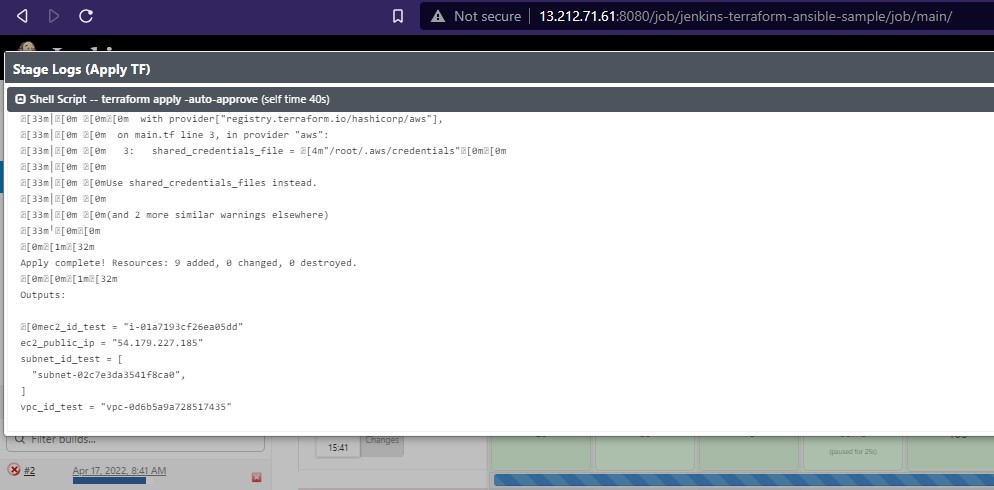 Not secure | 13.212.71.61:8080/job/jenkins-terraform-ansible-sample/job/main/
Stage Logs (Apply TF)
Shell Script -- terraform apply -auto-approve (self time 40s)
[33m│[0m [0m[0m  with provider["registry.terraform.io/hashicorp/aws"],
[33m│[0m [0m  on main.tf line 3, in provider "aws":
[33m│[0m [0m   3:   shared_credentials_file = [4m"/root/.aws/credentials"[0m[0m
[33m│[0m [0m
[33m│[0m [0mUse shared_credentials_files instead.
[33m│[0m [0m
[33m│[0m [0m(and 2 more similar warnings elsewhere)
[33m╵[0m[0m
[0m[1m[32m
Apply complete! Resources: 9 added, 0 changed, 0 destroyed.
[0m[0m[1m[32m
Outputs:
[0mec2_id_test = "i-01a7193cf26ea05dd"
ec2_public_ip = "54.179.227.185"
subnet_id_test = [
  "subnet-02c7e3da3541f8ca0",
]
vpc_id_test = "vpc-0d6b5a9a728517435"
Filter builds...
15:41
Changes
(paused for 25s)
#2 Apr 17, 2022, 8:41 AM